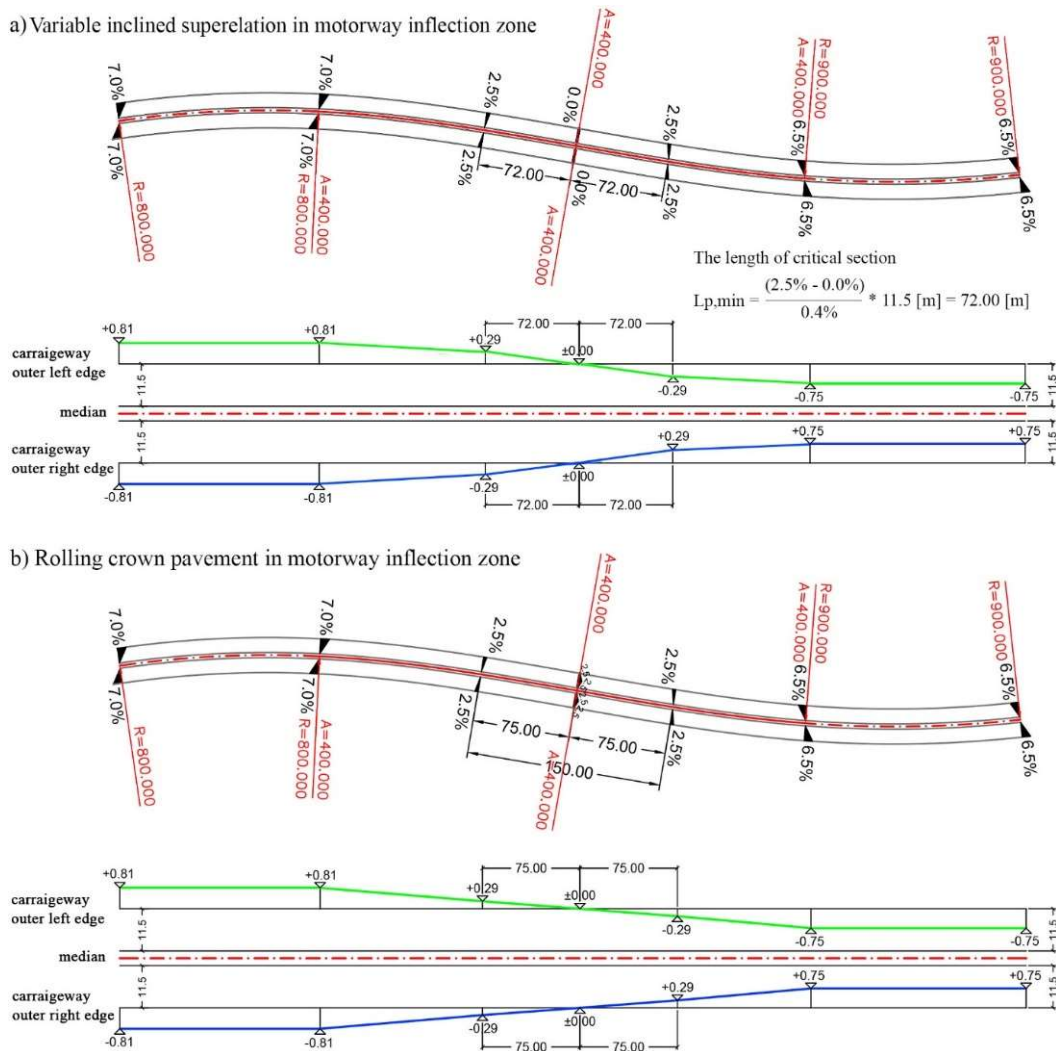 a) Variable inclined superelation in motorway inflection zone
7.0%
7.0%
R=800.000
7.0%
7.0%
R=800.000
A=400.000
2.5%
2.5%
72.00
A=400.000
0.0%
0.0%
A=400.000
72.00
2.5%
2.5%
R=900.000
A=400.000
6.5%
6.5%
R=900.000
6.5%
6.5%
The length of critical section
Lp,min = (2.5% - 0.0%) / 0.4% * 11.5 [m] = 72.00 [m]
72.00 72.00
+0.81 +0.81 +0.29 ±0.00
-0.29 -0.75 -0.75
carraigeway
outer left edge
11.5 11.5
median
11.5 11.5
carraigeway
outer right edge
+0.29 +0.75 +0.75
-0.81 -0.81 -0.29 ±0.00
72.00 72.00
b) Rolling crown pavement in motorway inflection zone
7.0%
7.0%
R=800.000
7.0%
7.0%
R=800.000
A=400.000
2.5%
2.5%
75.00
150.00
A=400.000
A=400.000
75.00
2.5%
2.5%
R=900.000
A=400.000
6.5%
6.5%
R=900.000
6.5%
6.5%
75.00 75.00
+0.81 +0.81 +0.29 ±0.00
-0.29 -0.75 -0.75
carraigeway
outer left edge
11.5 11.5
median
11.5 11.5
carraigeway
outer right edge
+0.29 +0.75 +0.75
-0.81 -0.81 -0.29 ±0.00
75.00 75.00